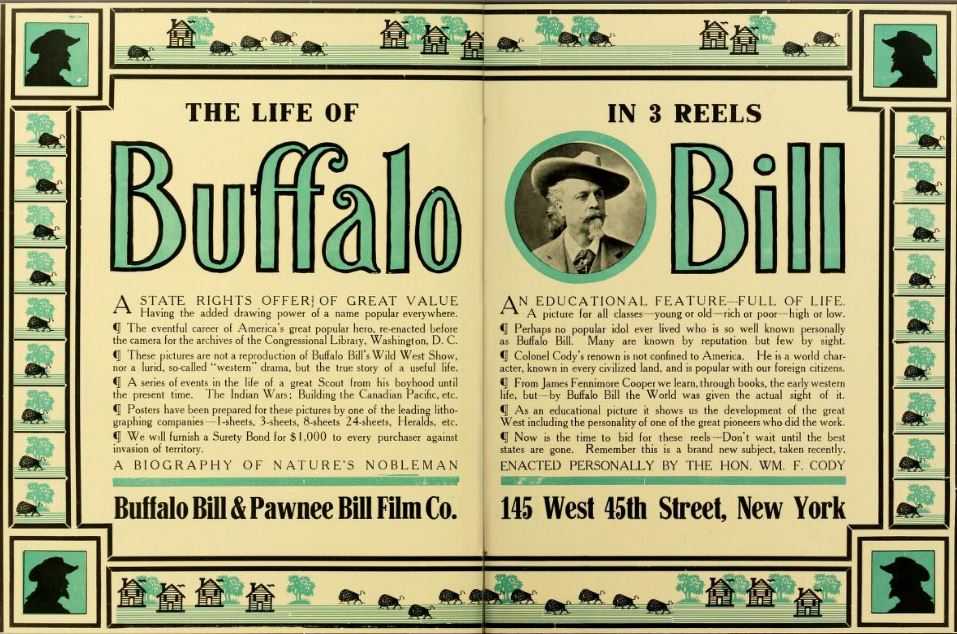 THE LIFE OF
Buffalo
A STATE RIGHTS OFFER; OF GREAT VALUE
Having the added drawing power of a name popular everywhere.
¶ The eventful career of America's great popular hero, re-enacted before
the camera for the archives of the Congressional Library, Washington, D. C.
¶ These pictures are not a reproduction of Buffalo Bill's Wild West Show,
nor a lurid, so-called "western" drama, but the true story of a useful life.
¶ A series of events in the life of a great Scout from his boyhood until
the present time. The Indian Wars; Building the Canadian Pacific, etc.
¶ Posters have been prepared for these pictures by one of the leading litho-
graphing companies—1-sheets, 3-sheets, 8-sheets 24-sheets, Heralds, etc.
¶ We will furnish a Surety Bond for $1,000 to every purchaser against
invasion of territory.
A BIOGRAPHY OF NATURE'S NOBLEMAN
Buffalo Bill & Pawnee Bill Film Co.
IN 3 REELS
Bill
AN EDUCATIONAL FEATURE—FULL OF LIFE.
A picture for all classes—young or old—rich or poor—high or low.
¶ Perhaps no popular idol ever lived who is so well known personally
as Buffalo Bill. Many are known by reputation but few by sight.
¶ Colonel Cody's renown is not confined to America. He is a world char-
acter, known in every civilized land, and is popular with our foreign citizens.
¶ From James Fennimore Cooper we learn, through books, the early western
life, but—by Buffalo Bill the World was given the actual sight of it.
¶ As an educational picture it shows us the development of the great
West including the personality of one of the great pioneers who did the work.
¶ Now is the time to bid for these reels—Don't wait until the best
states are gone. Remember this is a brand new subject, taken recently.
ENACTED PERSONALLY BY THE HON. WM. F. CODY
145 West 45th Street, New York